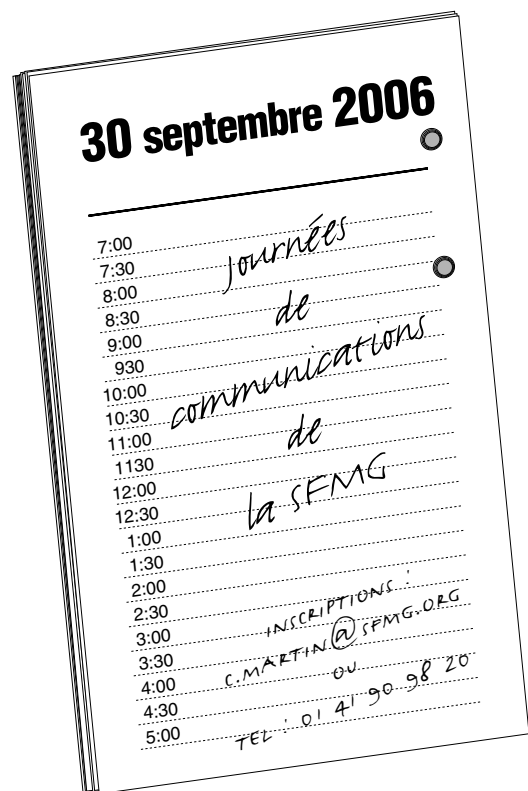 30 septembre 2006
7:00
Journées
7:30
8:00
8:30
de
9:00
930
communications
10:00
10:30
11:00
de
1130
12:00
la SFMG
12:30
1:00
1:30
2:00
2:30
INSCRIPTIONS :
3:00
C.MARTIN@SFMG.ORG
3:30
OU
4:00
TEL : 01 41 90 98 20
4:30
5:00